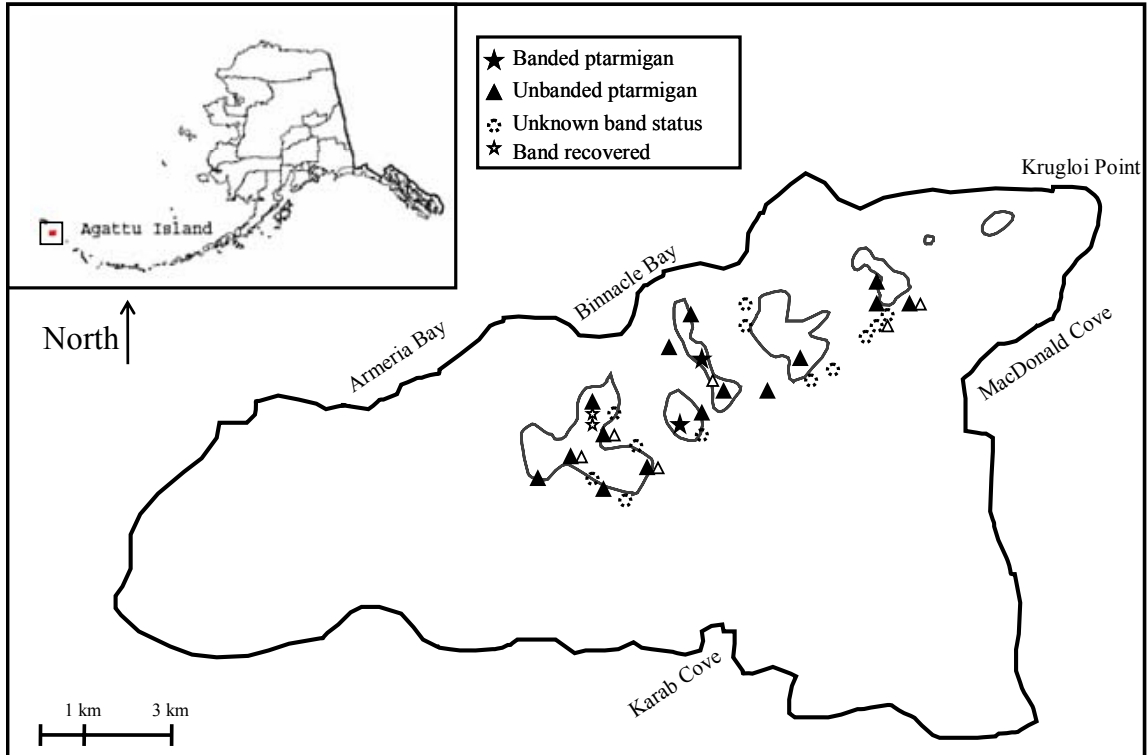 Agattu Island
Banded ptarmigan
Unbanded ptarmigan
Unknown band status
Band recovered
Krugloi Point
Binnacle Bay
North
Armeria Bay
MacDonald Cove
Karab Cove
1 km 3 km